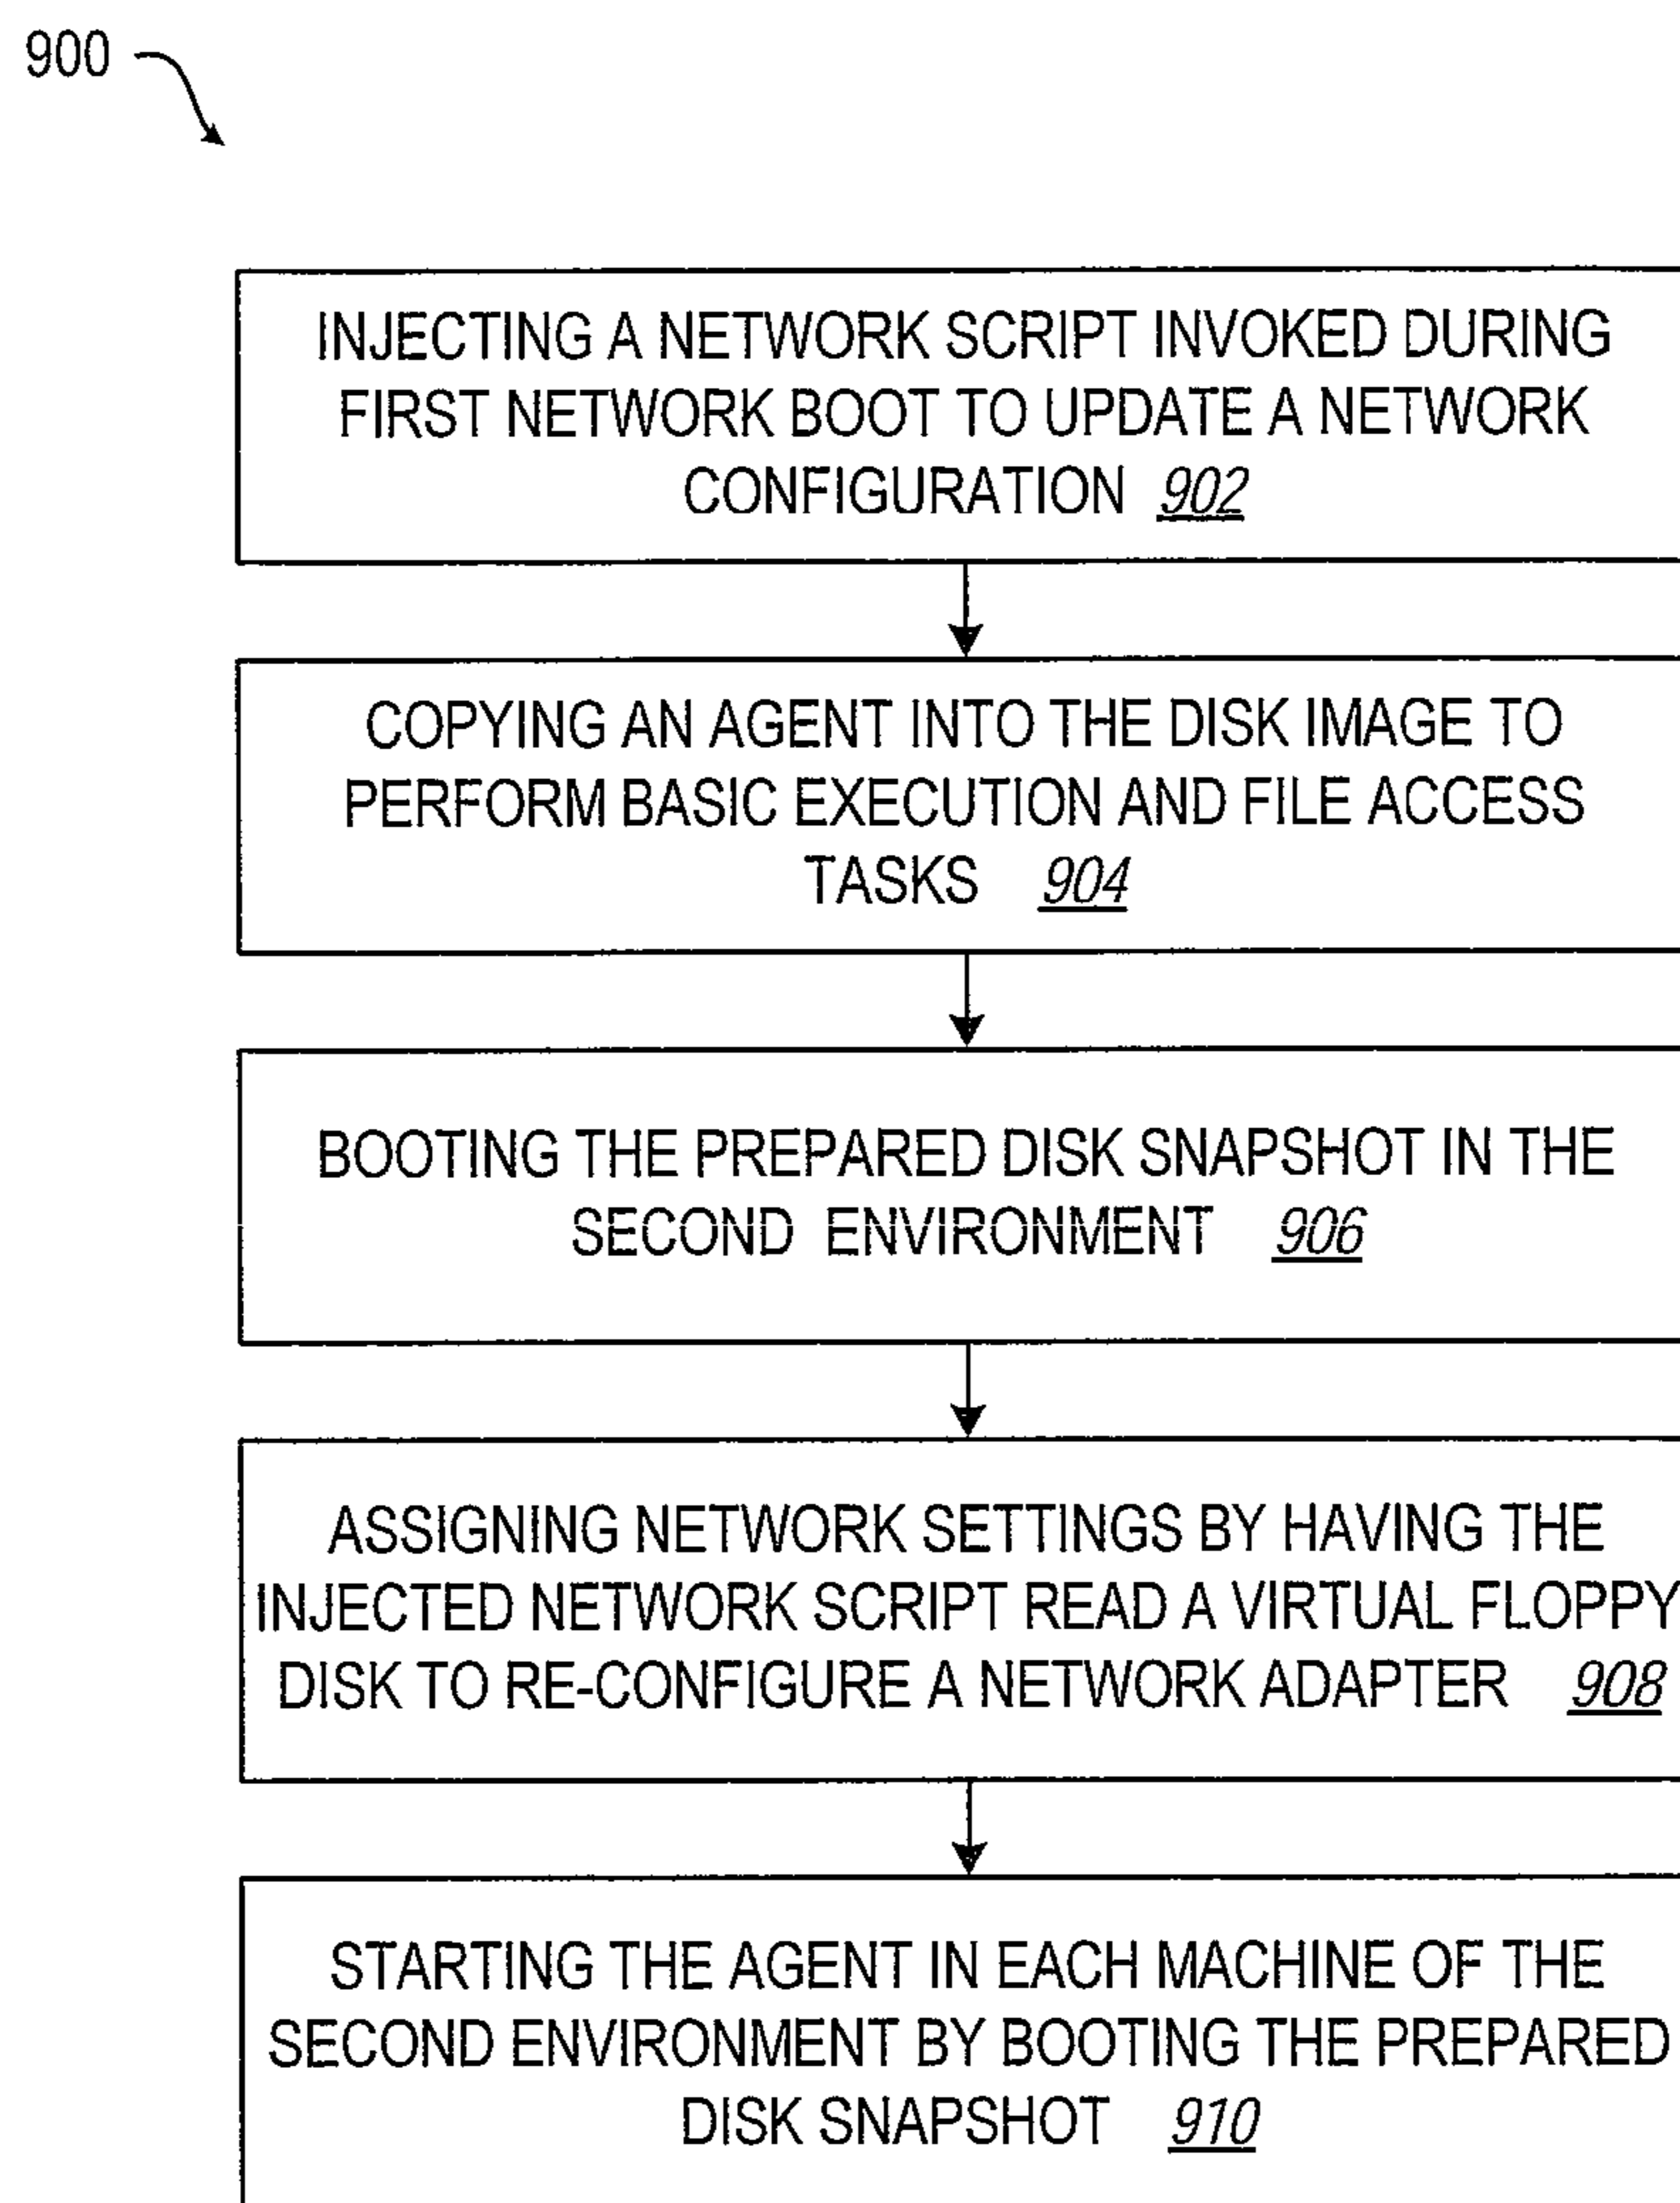 900
INJECTING A NETWORK SCRIPT INVOKED DURING
FIRST NETWORK BOOT TO UPDATE A NETWORK
CONFIGURATION 902
COPYING AN AGENT INTO THE DISK IMAGE TO
PERFORM BASIC EXECUTION AND FILE ACCESS
TASKS 904
BOOTING THE PREPARED DISK SNAPSHOT IN THE
SECOND ENVIRONMENT 906
ASSIGNING NETWORK SETTINGS BY HAVING THE
INJECTED NETWORK SCRIPT READ A VIRTUAL FLOPPY
DISK TO RE-CONFIGURE A NETWORK ADAPTER 908
STARTING THE AGENT IN EACH MACHINE OF THE
SECOND ENVIRONMENT BY BOOTING THE PREPARED
DISK SNAPSHOT 910